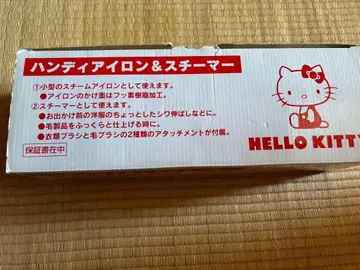 ハンディアイロン&スチーマー
①小型のスチームアイロンとして使えます。
●アイロンのかけ面はフッ素樹脂加工。
②スチーマーとして使えます。
●お出かけ前の洋服のちょっとしたシワ伸ばしなどに。
●毛製品をふっくらと仕上げる時に。
●衣類ブラシと毛ブラシの2種類のアタッチメントが付属。
保証書在中
HELLO KITTY